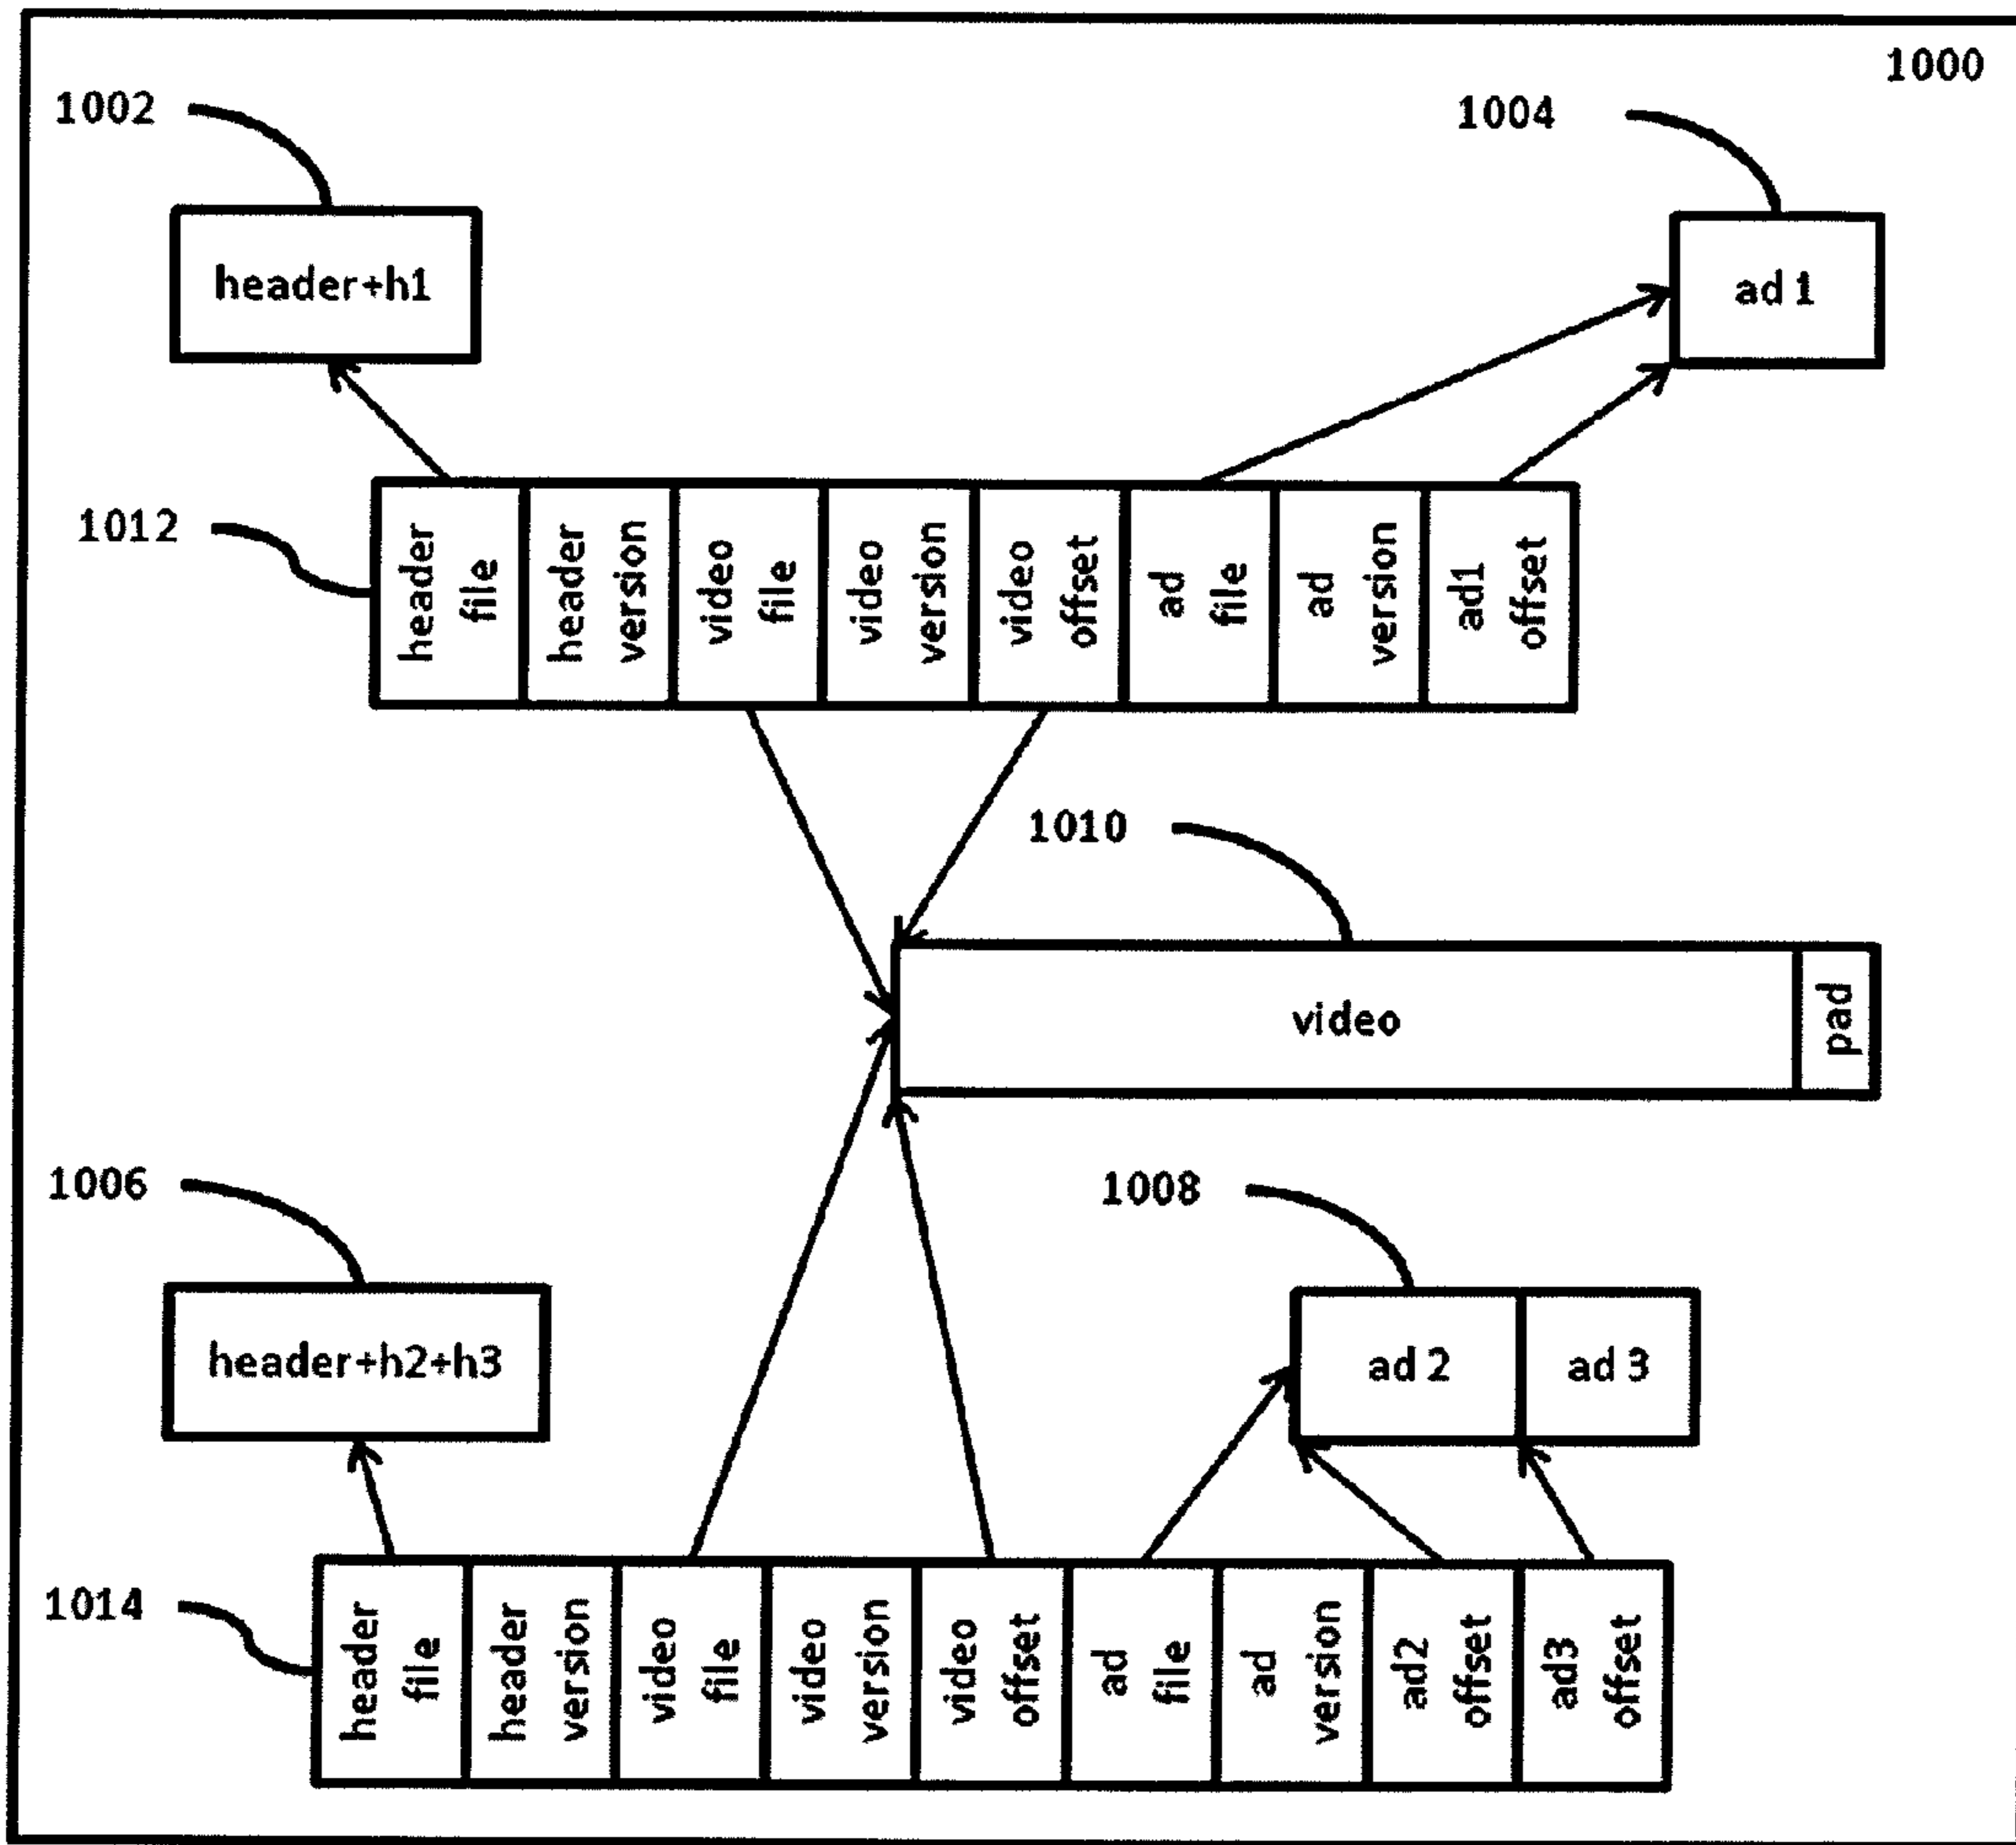 1000
1002
1004
header+h1
ad 1
1012
header
file
header
version
video
file
video
version
video
offset
ad
file
ad
version
ad1
offset
1010
video
pad
1006
1008
header+h2+h3
ad 2
ad 3
1014
header
file
header
version
video
file
video
version
video
offset
ad
file
ad
version
ad2
offset
ad3
offset